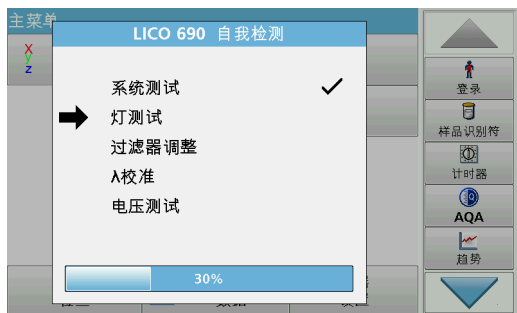 主菜单
LICO 690 自我检测
X
y
z
系统测试
灯测试
过滤器调整
λ校准
电压测试
30%
登录
样品识别符
计时器
AQA
趋势
数据